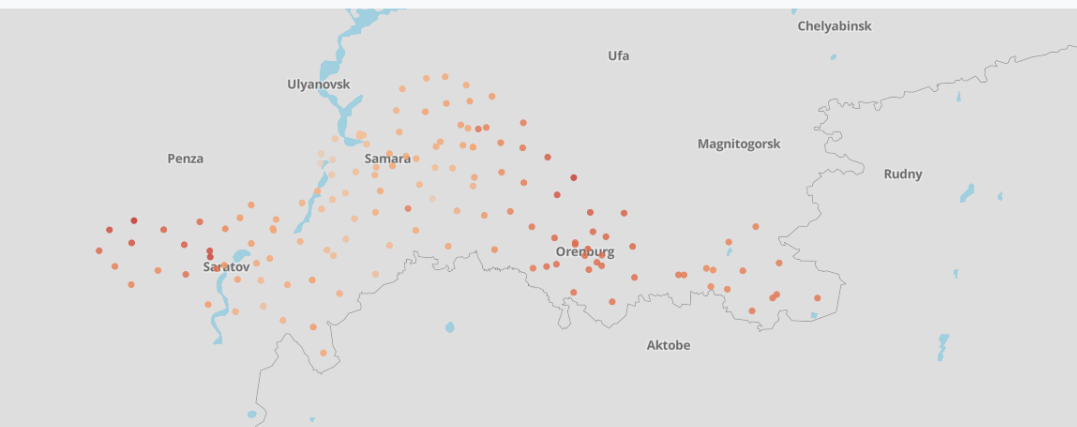 Chelyabinsk
Ufa
Ulyanovsk
Magnitogorsk
Penza
Samara
Rudny
Orenburg
Saratov
Aktobe